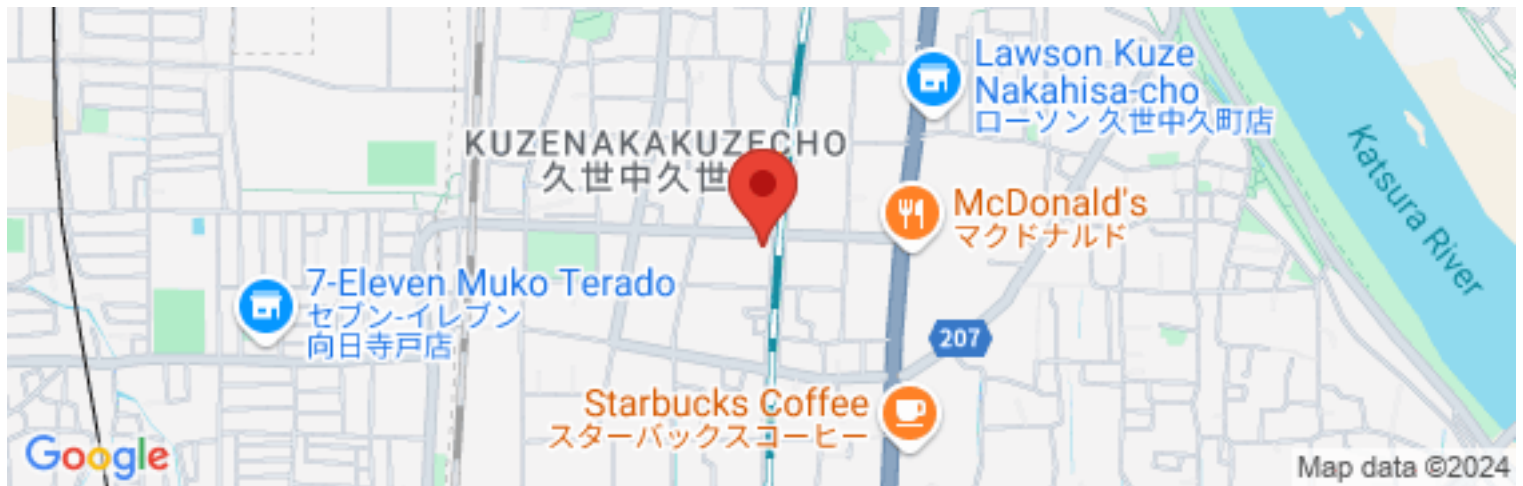 Lawson Kuze
Nakahisa-cho
ローソン 久世中久町店
KUZENAKAKUZECHO
久世中久世
McDonald's
マクドナルド
Katsura River
7-Eleven Muko Terado
セブン-イレブン
向日寺戸店
207
Starbucks Coffee
スターバックスコーヒー
Google
Map data ©2024